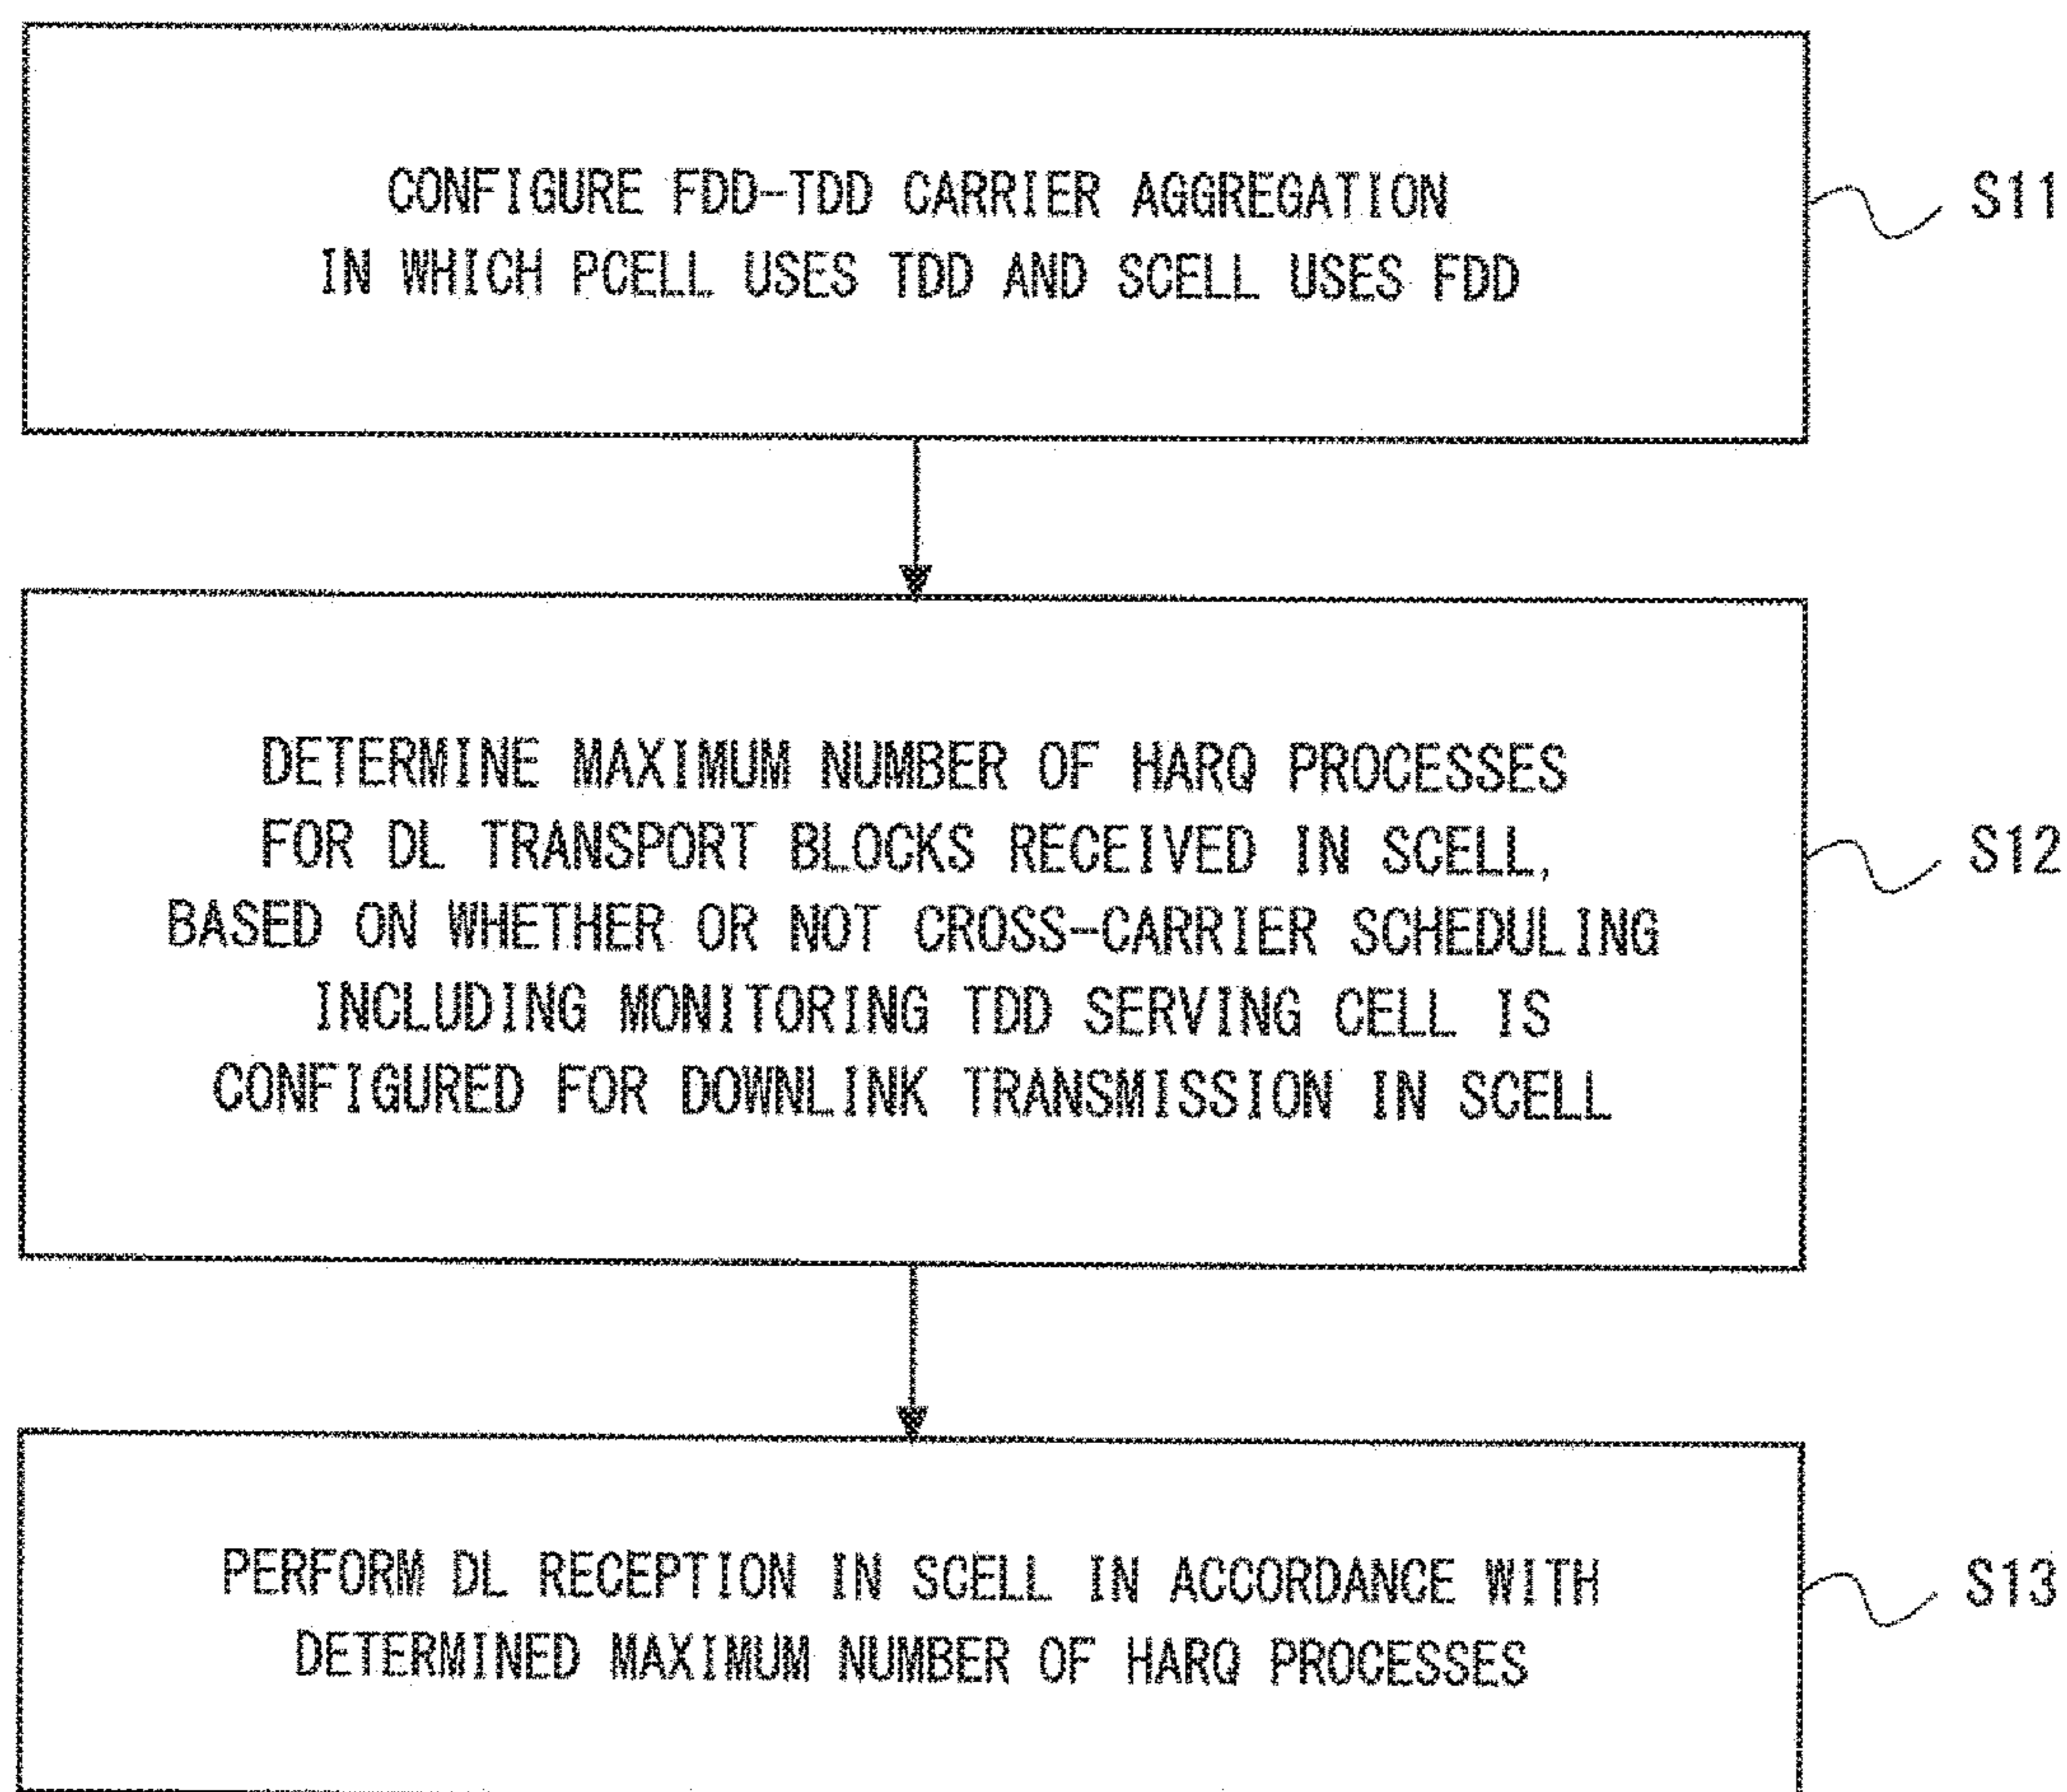 CONFIGURE FDD-TDD CARRIER AGGREGATION
IN WHICH PCELL USES TDD AND SCELL USES FDD
S11
DETERMINE MAXIMUM NUMBER OF HARQ PROCESSES
FOR DL TRANSPORT BLOCKS RECEIVED IN SCELL,
BASED ON WHETHER OR NOT CROSS-CARRIER SCHEDULING
INCLUDING MONITORING TDD SERVING CELL IS
CONFIGURED FOR DOWNLINK TRANSMISSION IN SCELL
S12
PERFORM DL RECEPTION IN SCELL IN ACCORDANCE WITH
DETERMINED MAXIMUM NUMBER OF HARQ PROCESSES
S13